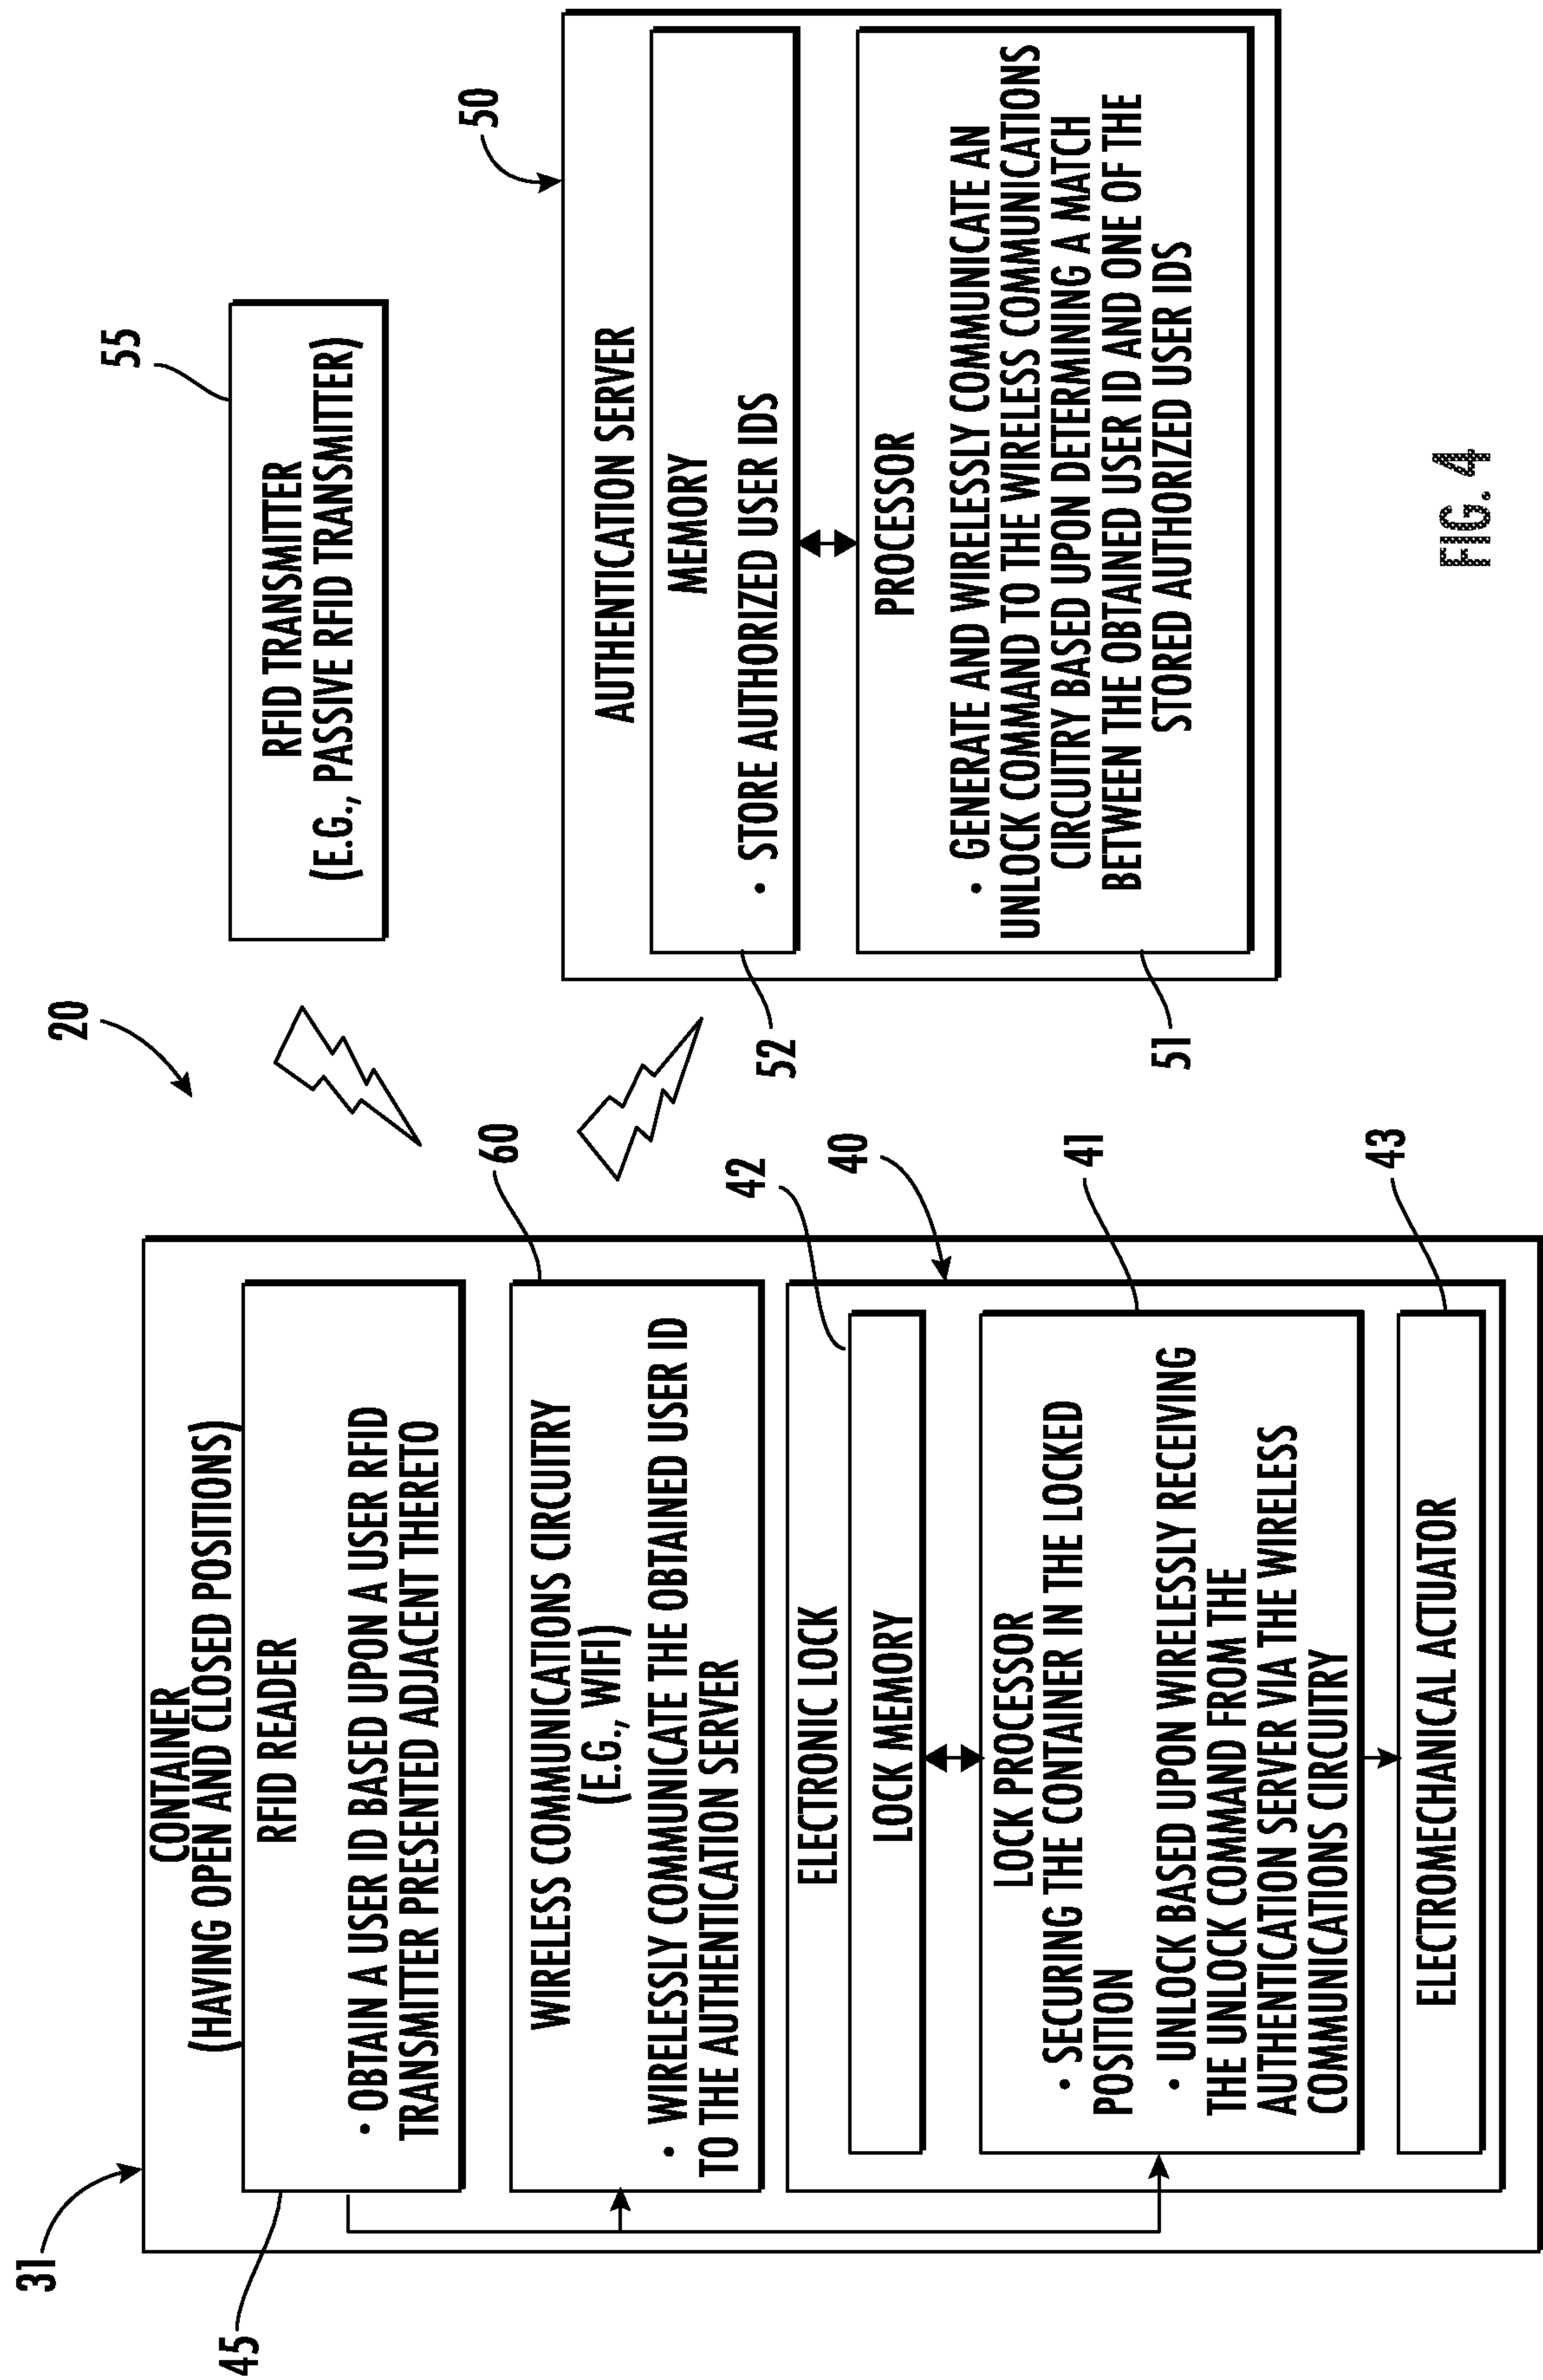 20
31
CONTAINER
(HAVING OPEN AND CLOSED POSITIONS)
45
RFID READER
• OBTAIN A USER ID BASED UPON A USER RFID
TRANSMITTER PRESENTED ADJACENT THERETO
60
WIRELESS COMMUNICATIONS CIRCUITRY
(E.G., WIFI)
• WIRELESSLY COMMUNICATE THE OBTAINED USER ID
TO THE AUTHENTICATION SERVER
40
ELECTRONIC LOCK
42
LOCK MEMORY
41
LOCK PROCESSOR
• SECURING THE CONTAINER IN THE LOCKED
POSITION
• UNLOCK BASED UPON WIRELESSLY RECEIVING
THE UNLOCK COMMAND FROM THE
AUTHENTICATION SERVER VIA THE WIRELESS
COMMUNICATIONS CIRCUITRY
43
ELECTROMECHANICAL ACTUATOR
55
RFID TRANSMITTER
(E.G., PASSIVE RFID TRANSMITTER)
50
AUTHENTICATION SERVER
52
MEMORY
• STORE AUTHORIZED USER IDS
51
PROCESSOR
• GENERATE AND WIRELESSLY COMMUNICATE AN
UNLOCK COMMAND TO THE WIRELESS COMMUNICATIONS
CIRCUITRY BASED UPON DETERMINING A MATCH
BETWEEN THE OBTAINED USER ID AND ONE OF THE
STORED AUTHORIZED USER IDS
FIG. 4